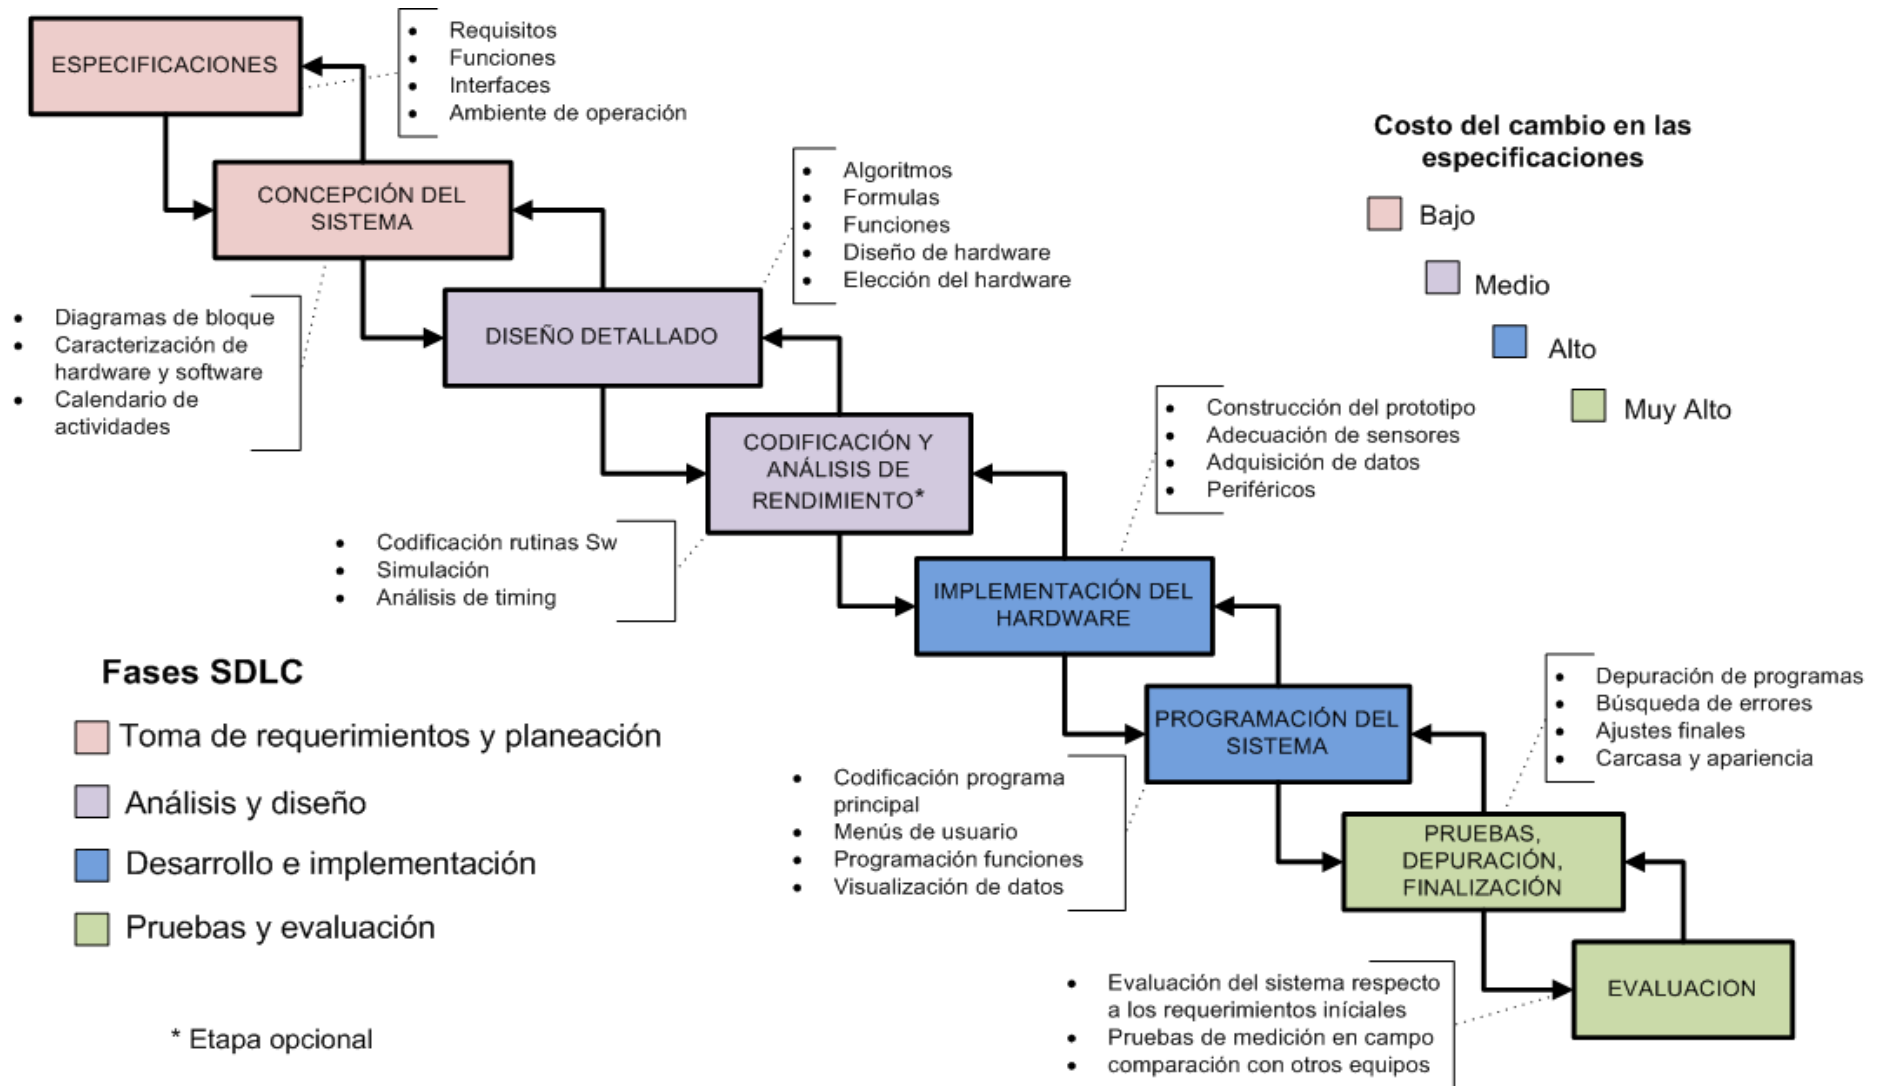 ESPECIFICACIONES
• Requisitos
• Funciones
• Interfaces
• Ambiente de operación
CONCEPCIÓN DEL
SISTEMA
• Diagramas de bloque
• Caracterización de
hardware y software
• Calendario de
actividades
• Algoritmos
• Formulas
• Funciones
• Diseño de hardware
• Elección del hardware
DISEÑO DETALLADO
Costo del cambio en las
especificaciones
Bajo
Medio
Alto
Muy Alto
CODIFICACIÓN Y
ANÁLISIS DE
RENDIMIENTO*
• Codificación rutinas Sw
• Simulación
• Análisis de timing
• Construcción del prototipo
• Adecuación de sensores
• Adquisición de datos
• Periféricos
IMPLEMENTACIÓN DEL
HARDWARE
PROGRAMACIÓN DEL
SISTEMA
• Codificación programa
principal
• Menús de usuario
• Programación funciones
• Visualización de datos
• Depuración de programas
• Búsqueda de errores
• Ajustes finales
• Carcasa y apariencia
PRUEBAS,
DEPURACIÓN,
FINALIZACIÓN
EVALUACION
• Evaluación del sistema respecto
a los requerimientos iníciales
• Pruebas de medición en campo
• comparación con otros equipos
Fases SDLC
Toma de requerimientos y planeación
Análisis y diseño
Desarrollo e implementación
Pruebas y evaluación
* Etapa opcional